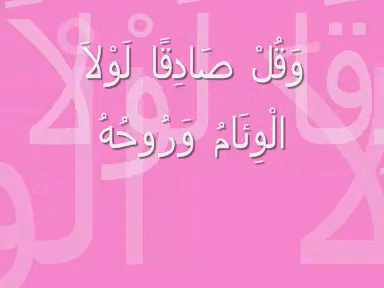 وَقُلْ صَادِقًا لَوْلاَ
الْوِئَامُ وَرُوحُهُ